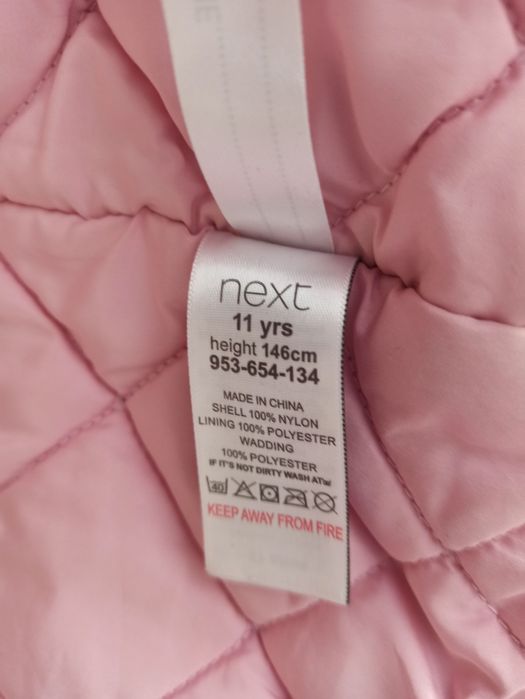 next
11 yrs
height 146cm
953-654-134
MADE IN CHINA
SHELL 100% NYLON
LINING 100% POLYESTER
WADDING
100% POLYESTER
IF IT'S NOT DIRTY WASH AT
40
KEEP AWAY FROM FIRE